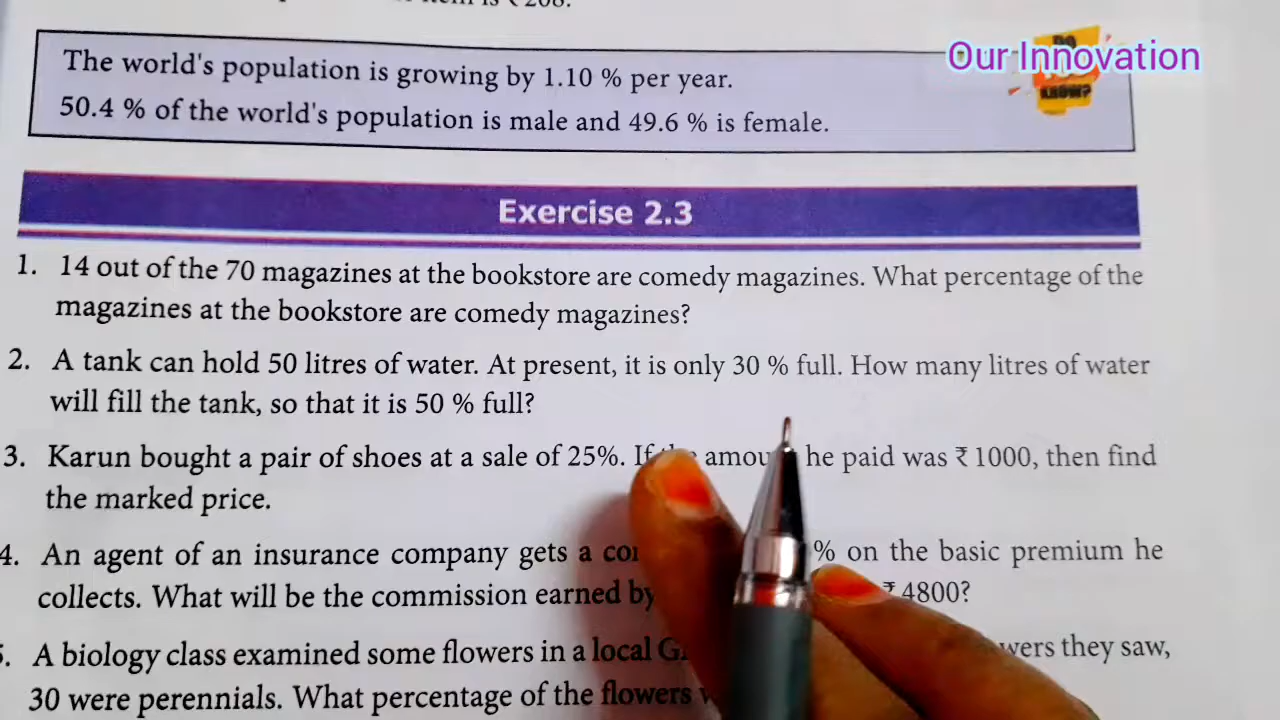 The world's population is growing by 1.10 % per year.
50.4 % of the world's population is male and 49.6 % is female.
KNOW?
Our Innovation
Exercise 2.3
1. 14 out of the 70 magazines at the bookstore are comedy magazines. What percentage of the
magazines at the bookstore are comedy magazines?
2. A tank can hold 50 litres of water. At present, it is only 30 % full. How many litres of water
will fill the tank, so that it is 50 % full?
3. Karun bought a pair of shoes at a sale of 25%. If he paid was ₹ 1000, then find
the marked price.
4. An agent of an insurance company gets a % on the basic premium he
collects. What will be the commission earned by ₹ 4800?
A biology class examined some flowers in a local they saw,
30 were perennials. What percentage of the flowers